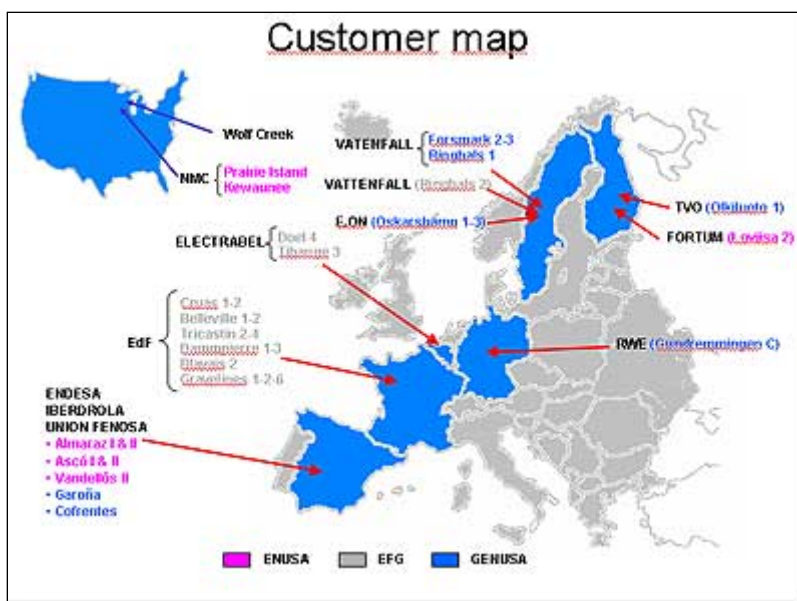 Customer map
Wolf Creek
NMC
Prairie Island
Kewaunee
VATENFALL
Forsmark 2-3
Ringhals 1
VATTENFALL (Ringhals 2)
E.ON (Oskarshamn 1-3)
TVO (Olkiluoto 1)
FORTUM (Loviisa 2)
ELECTRABEL
Doel 4
Tihange 3
EdF
Cruas 1-2
Belleville 1-2
Tricastin 2-4
Dampierre 1-3
Blayais 2
Gravelines 1-2-6
RWE (Gundremmingen C)
ENDESA
IBERDROLA
UNION FENOSA
• Almaraz I & II
• Ascó I & II
• Vandellós II
• Garoña
• Cofrentes
ENUSA
EFG
GENUSA